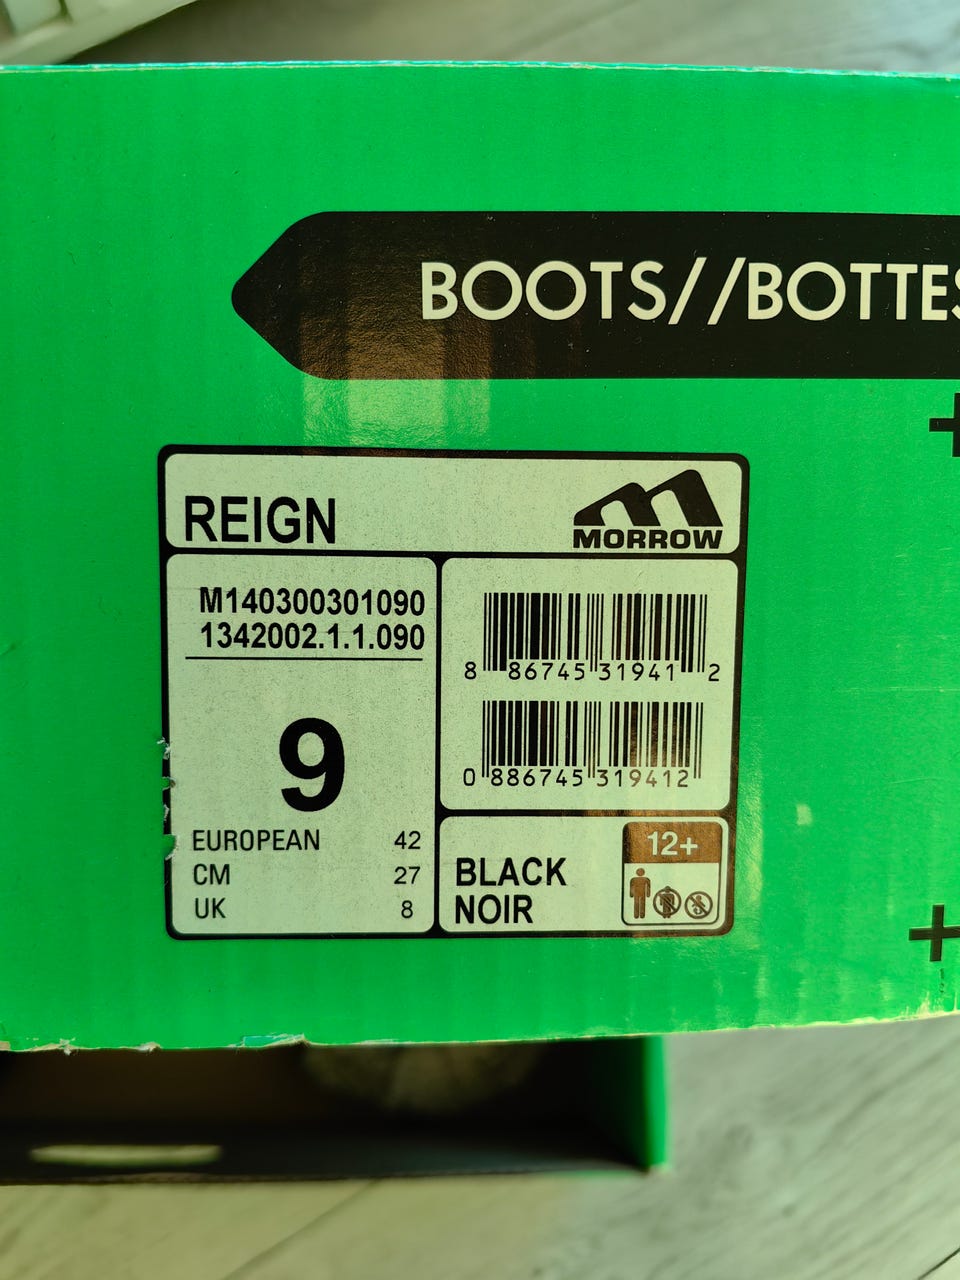 BOOTS//BOTTES
REIGN
MORROW
M140300301090
1342002.1.1.090
9
EUROPEAN 42
CM 27
UK 8
8 86745 31941 2
0 886745 319412
BLACK
NOIR
12+